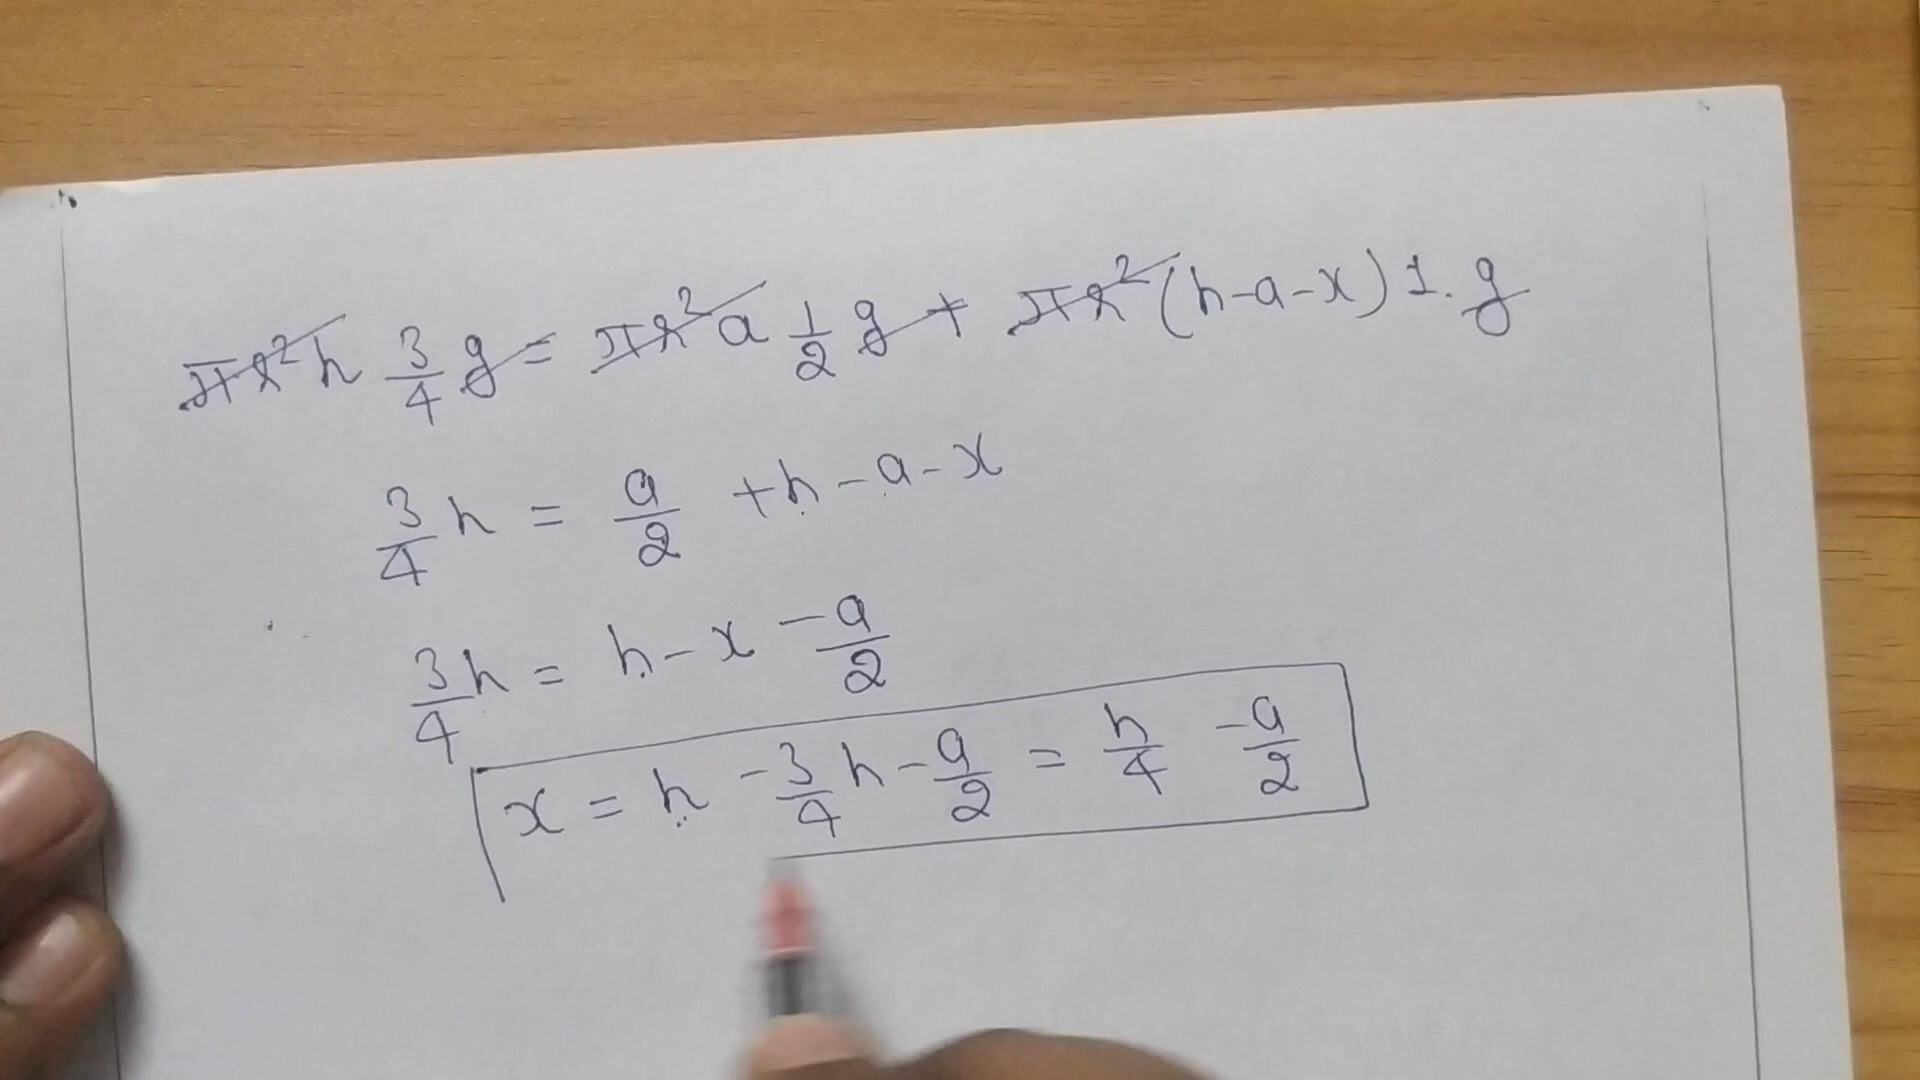 πr²h 3/4 g = πr²a 1/2 g + πr²(h-a-x) 1. g
3/4 h = a/2 + h - a - x
3/4 h = h - x - a/2
x = h - 3/4 h - a/2 = h/4 - a/2